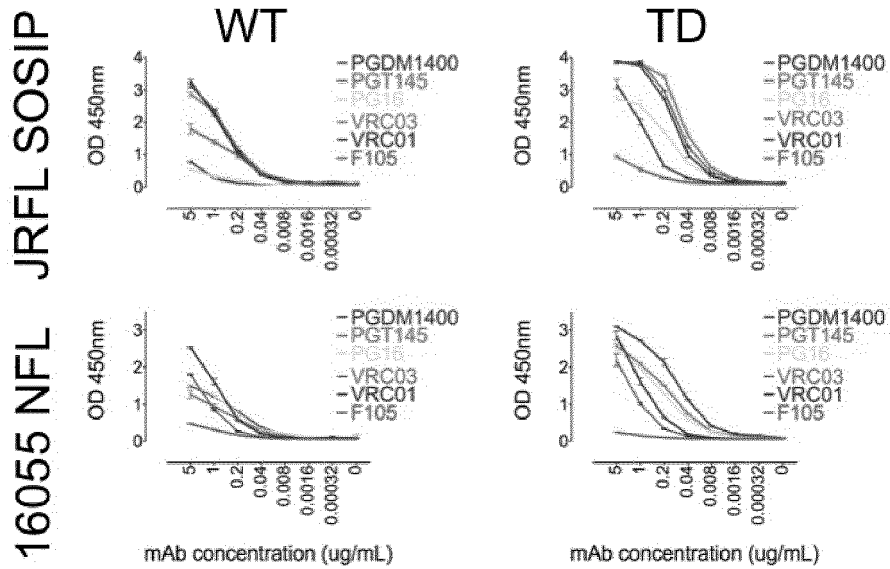 WT
TD
JRFL SOSIP
OD 450nm
4
3
2
1
0
5
1
0.2
0.04
0.008
0.0016
0.00032
0
PGDM1400
PGT145
PG16
VRC03
VRC01
F105
OD 450nm
4
3
2
1
0
5
1
0.2
0.04
0.008
0.0016
0.00032
0
PGDM1400
PGT145
PG16
VRC03
VRC01
F105
16055 NFL
OD 450nm
3
2
1
0
5
1
0.2
0.04
0.008
0.0016
0.00032
0
PGDM1400
PGT145
PG16
VRC03
VRC01
F105
mAb concentration (ug/mL)
OD 450nm
3
2
1
0
5
1
0.2
0.04
0.008
0.0016
0.00032
0
PGDM1400
PGT145
PG16
VRC03
VRC01
F105
mAb concentration (ug/mL)